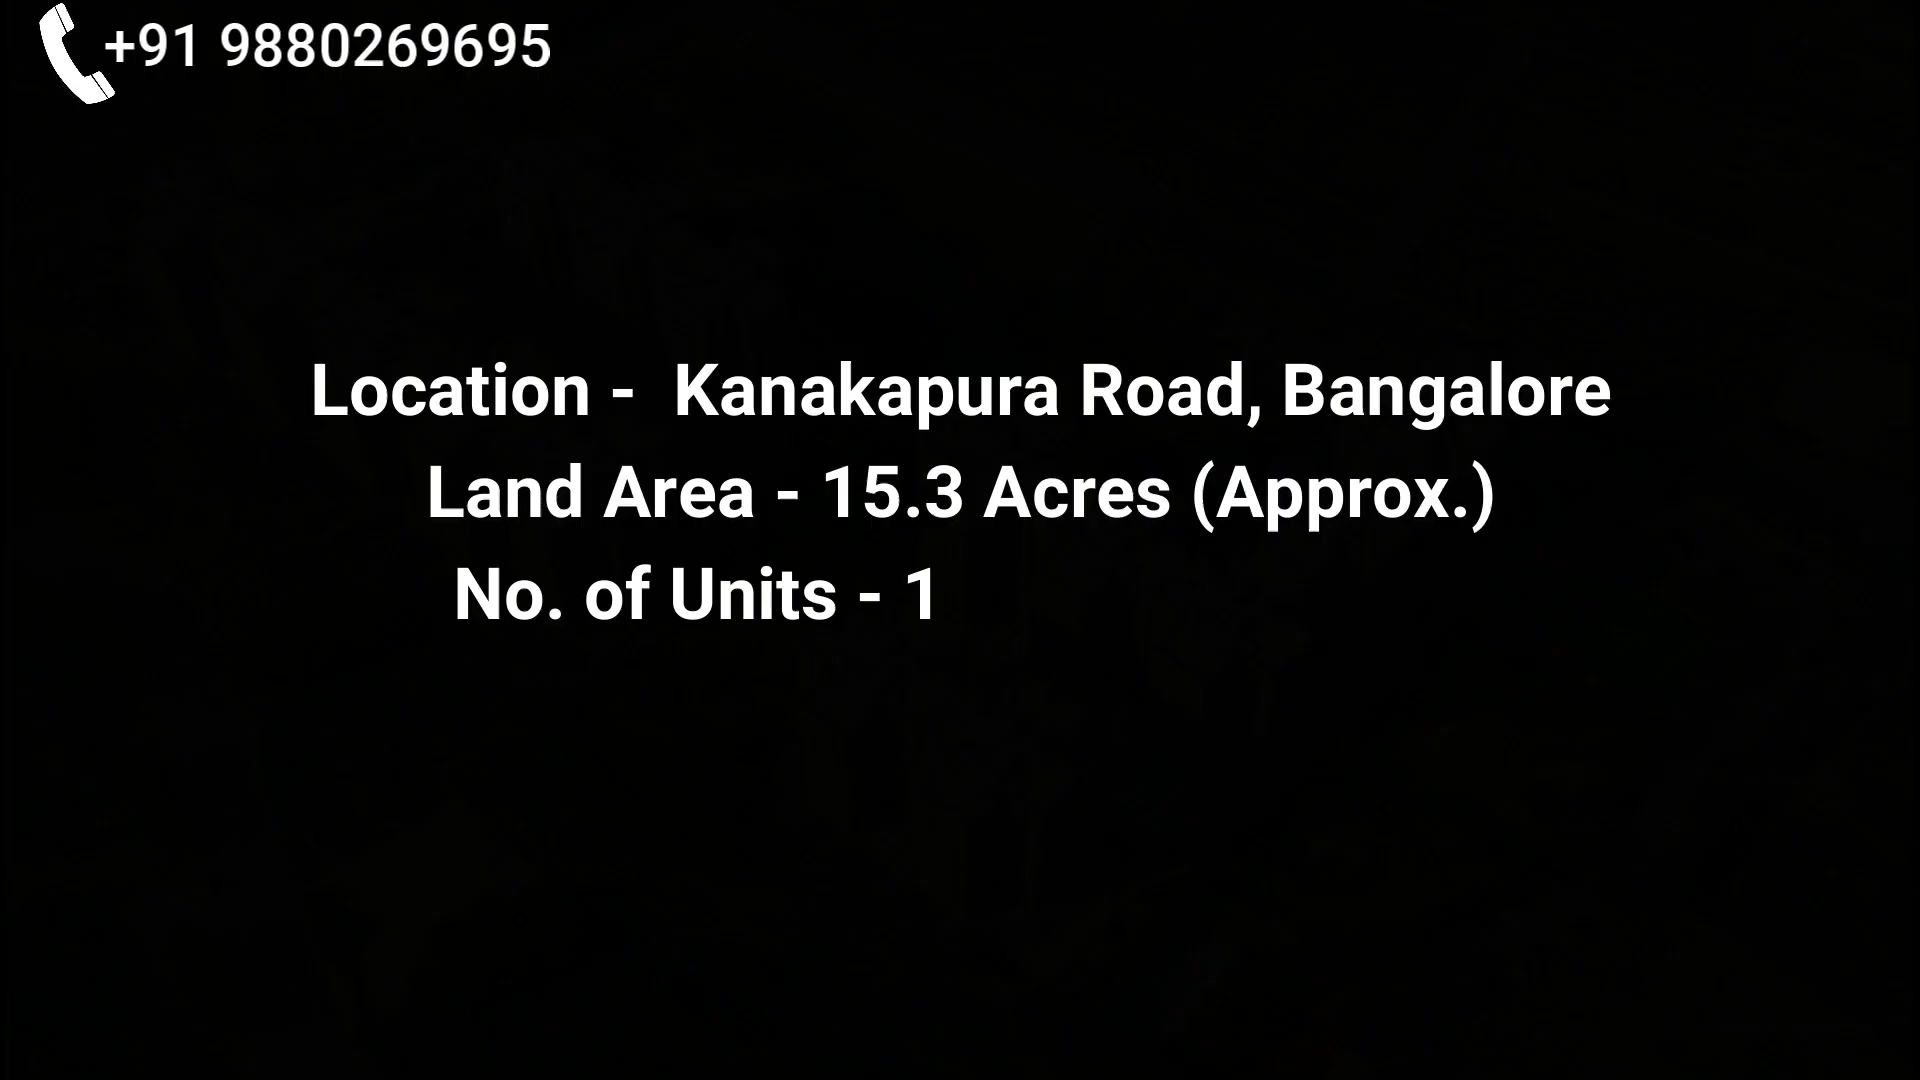 +91 9880269695
Location -  Kanakapura Road, Bangalore
Land Area - 15.3 Acres (Approx.)
No. of Units - 1